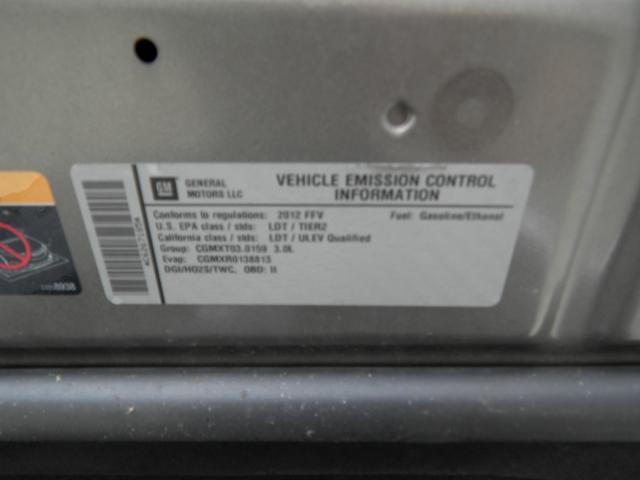 GM
GENERAL
MOTORS LLC
VEHICLE EMISSION CONTROL
INFORMATION
Conforms to regulations: 2012 FFV Fuel: Gasoline/Ethanol
U.S. EPA class / stds: LDT / TIER2
California class / stds: LDT / ULEV Qualified
Group: CGMXT03.0159 3.0L
Evap: CGMXR0138813
DGI/HO2S/TWC, OBD: II